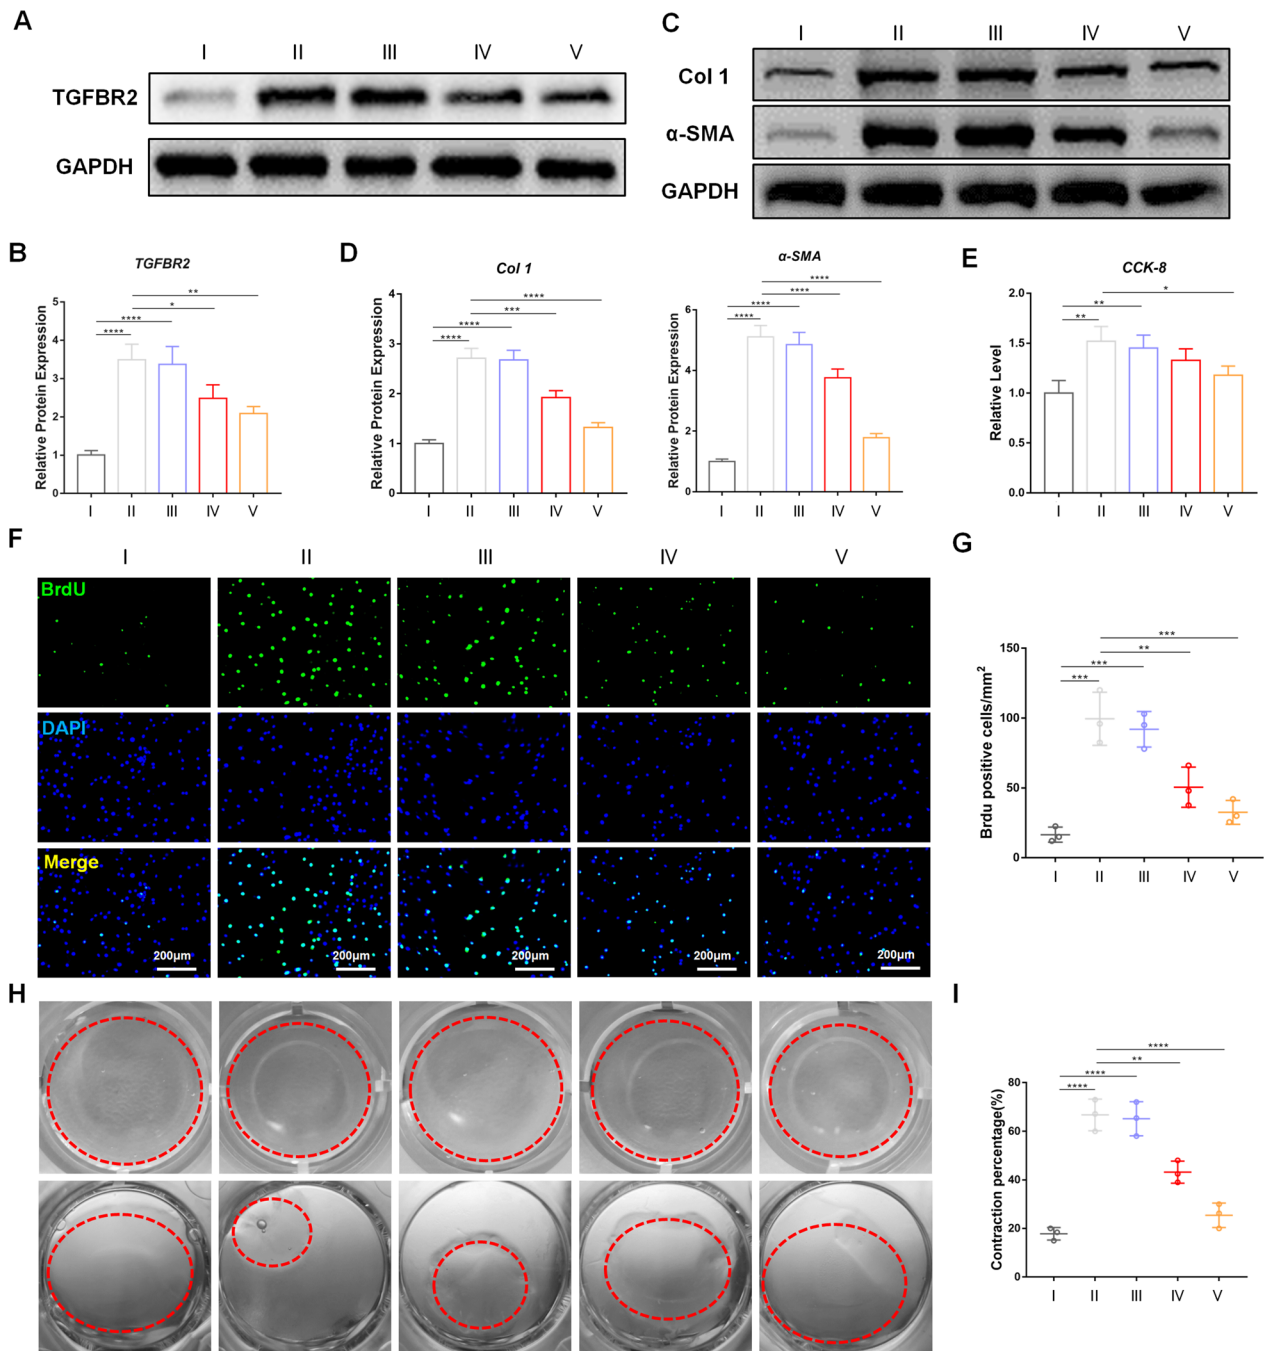 A
I II III IV V
TGFBR2
GAPDH
C
I II III IV V
Col 1
α-SMA
GAPDH
B
TGFBR2
Relative Protein Expression
5
4
3
2
1
0
**
*
****
****
I II III IV V
D
Col 1
Relative Protein Expression
4
3
2
1
0
****
***
****
****
I II III IV V
α-SMA
Relative Protein Expression
6
4
2
0
****
****
****
****
I II III IV V
E
CCK-8
Relative Level
2.0
1.5
1.0
0.5
0.0
*
**
**
I II III IV V
F
I II III IV V
BrdU
DAPI
Merge
200μm 200μm 200μm 200μm 200μm
G
Brdu positive cells/mm²
150
100
50
0
***
**
***
***
I II III IV V
H
I
Contraction percentage(%)
80
60
40
20
0
****
**
****
****
I II III IV V